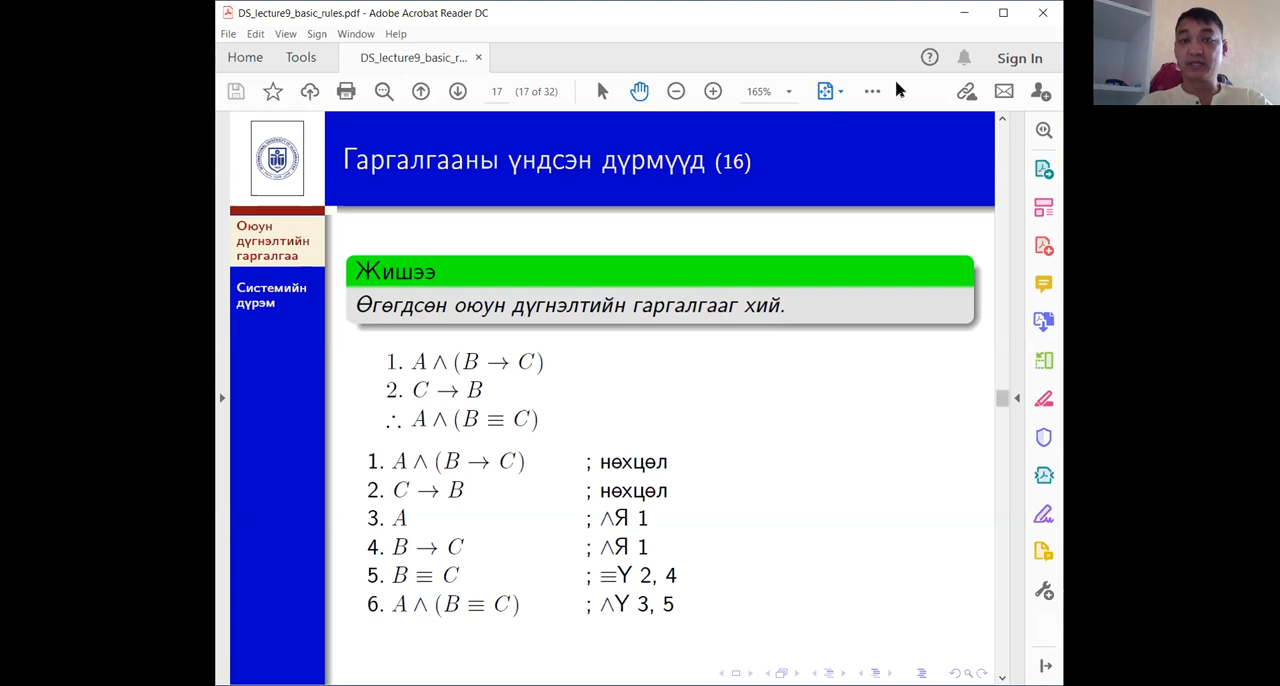 DS_lecture9_basic_rules.pdf - Adobe Acrobat Reader DC
File Edit View Window Sign Help
Home Tools DS_lecture9_basic_r... ×
Sign In
17 (17 of 32) 165%
Гаргалгааны үндсэн дүрмүүд (16)
Оюун
дүгнэлтийн
гаргалгаа
Системийн
дүрэм
Жишээ
Өгөгдсөн оюун дүгнэлтийн гаргалгааг хий.
1. A ∧ (B → C)
2. C → B
∴ A ∧ (B ≡ C)
1. A ∧ (B → C) ; нөхцөл
2. C → B ; нөхцөл
3. A ; ∧Я 1
4. B → C ; ∧Я 1
5. B ≡ C ; ≡Y 2, 4
6. A ∧ (B ≡ C) ; ∧Y 3, 5